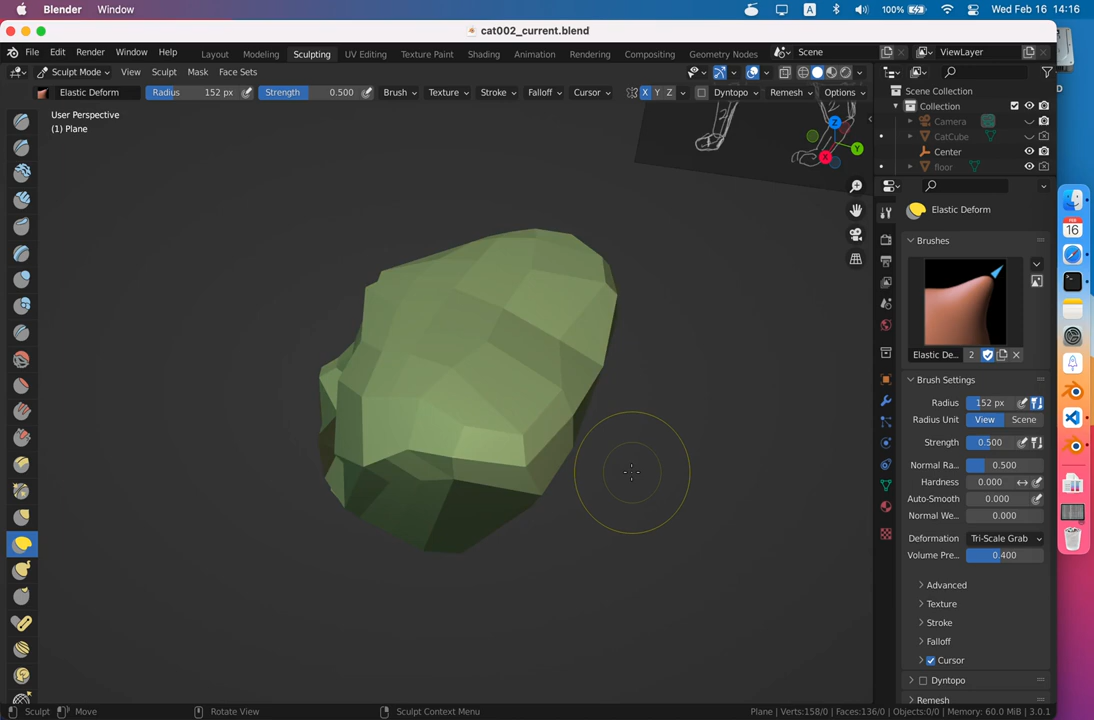 Blender Window A 100% Wed Feb 16 14:16
cat002_current.blend
File Edit Render Window Help Layout Modeling Sculpting UV Editing Texture Paint Shading Animation Rendering Compositing Geometry Nodes Scene ViewLayer
Sculpt Mode View Sculpt Mask Face Sets
Elastic Deform Radius 152 px Strength 0.500 Brush Texture Stroke Falloff Cursor X Y Z Dyntopo Remesh Options
User Perspective
(1) Plane
Z
Y
X
Scene Collection
Collection
Camera
CatCube
Center
floor
Elastic Deform
Brushes
Elastic De... 2
Brush Settings
Radius 152 px
Radius Unit View Scene
Strength 0.500
Normal Ra... 0.500
Hardness 0.000
Auto-Smooth 0.000
Normal We... 0.000
Deformation Tri-Scale Grab
Volume Pre... 0.400
Advanced
Texture
Stroke
Falloff
Cursor
Dyntopo
Remesh
FEB
16
Sculpt Move Rotate View Sculpt Context Menu Plane | Verts:158/0 | Faces:136/0 | Objects:0/0 | Memory: 60.0 MiB | 3.0.1